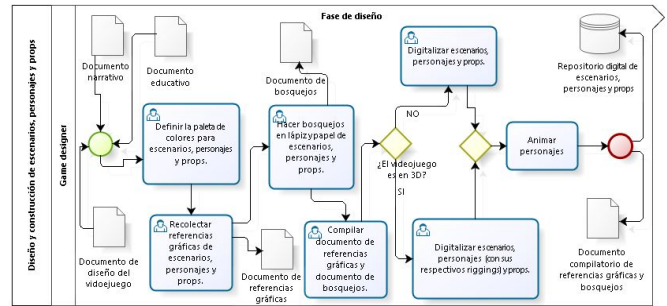 Fase de diseño
Diseño y construcción de escenarios, personajes y props
Game designer
Documento
narrativo
Documento
educativo
Definir la paleta de
colores para
escenarios, personajes
y props.
Documento de
diseño del
vidoejuego
Recolectar
referencias
gráficas de
escenarios,
personajes y
props.
Documento de
bosquejos
Hacer bosquejos
en lápiz y papel de
escenarios,
personajes y
props.
Documento de
referencias
gráficas
Compilar
documento de
referencias
gráficas y
documento de
bosquejos.
¿El videojuego
es en 3D?
NO
SI
Digitalizar escenarios,
personajes y props.
Digitalizar escenarios,
personajes (con sus
respectivos riggings) y props.
Animar
personajes
Repositorio digital de
escenarios,
personajes y props
Documento
compilatorio de
referencias gráficas y
bosquejos